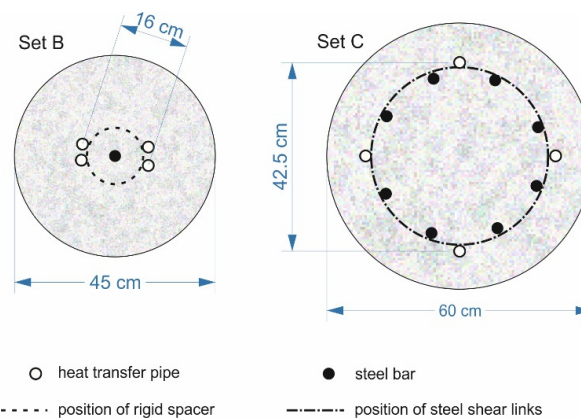 16 cm
Set B
Set C
42.5 cm
45 cm
60 cm
heat transfer pipe
steel bar
position of rigid spacer
position of steel shear links